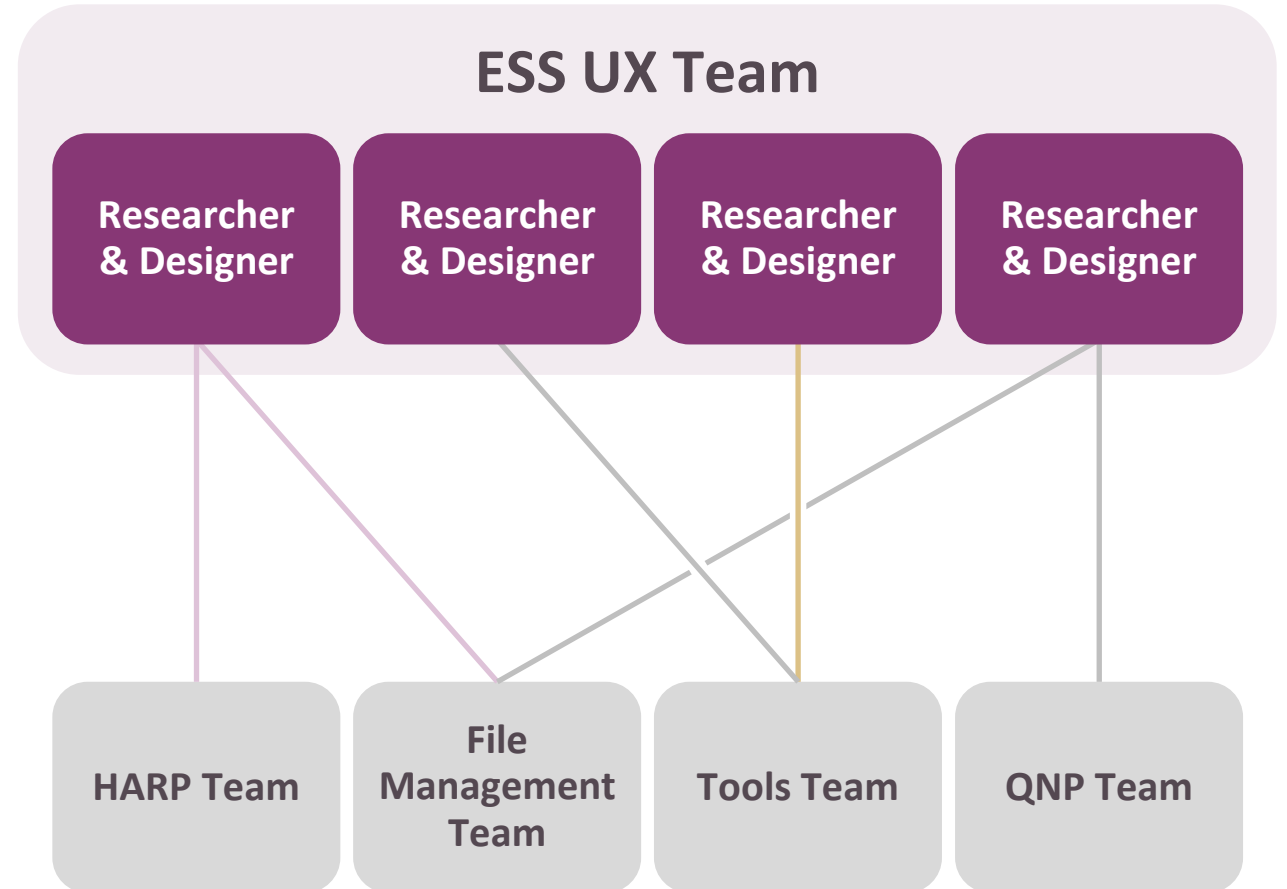 ESS UX Team
Researcher
& Designer
Researcher
& Designer
Researcher
& Designer
Researcher
& Designer
HARP Team
File
Management
Team
Tools Team
QNP Team